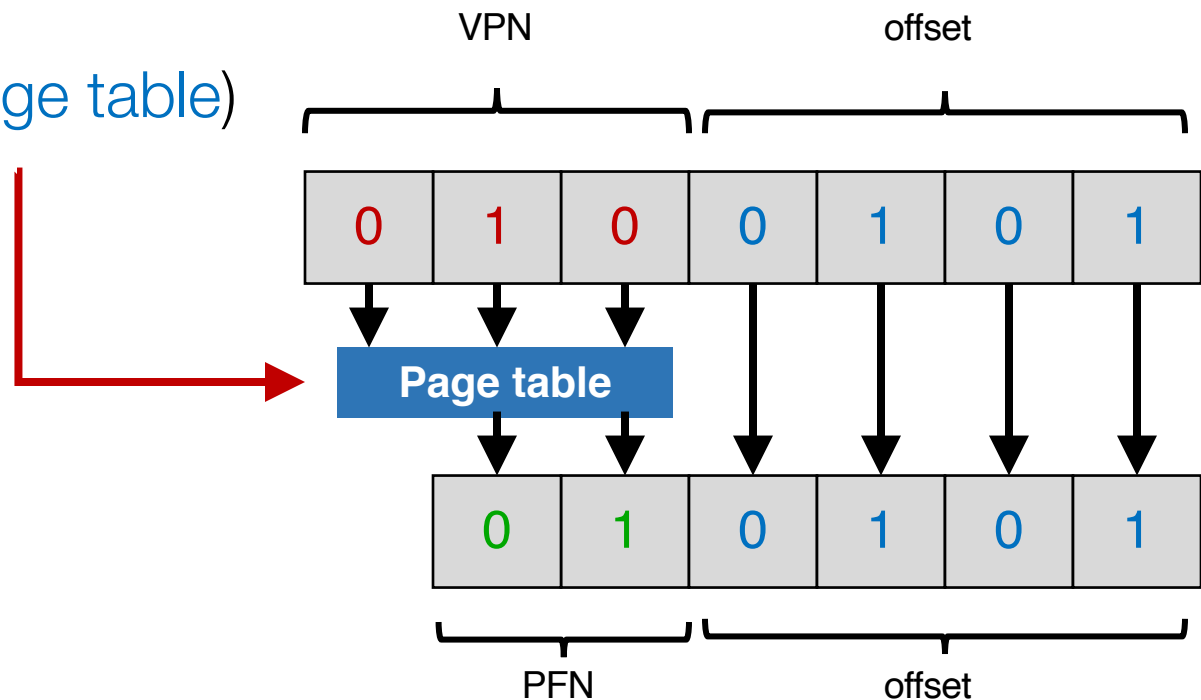 VPN offset
ge table)
0 1 0 0 1 0 1
Page table
0 1 0 1 0 1
PFN offset